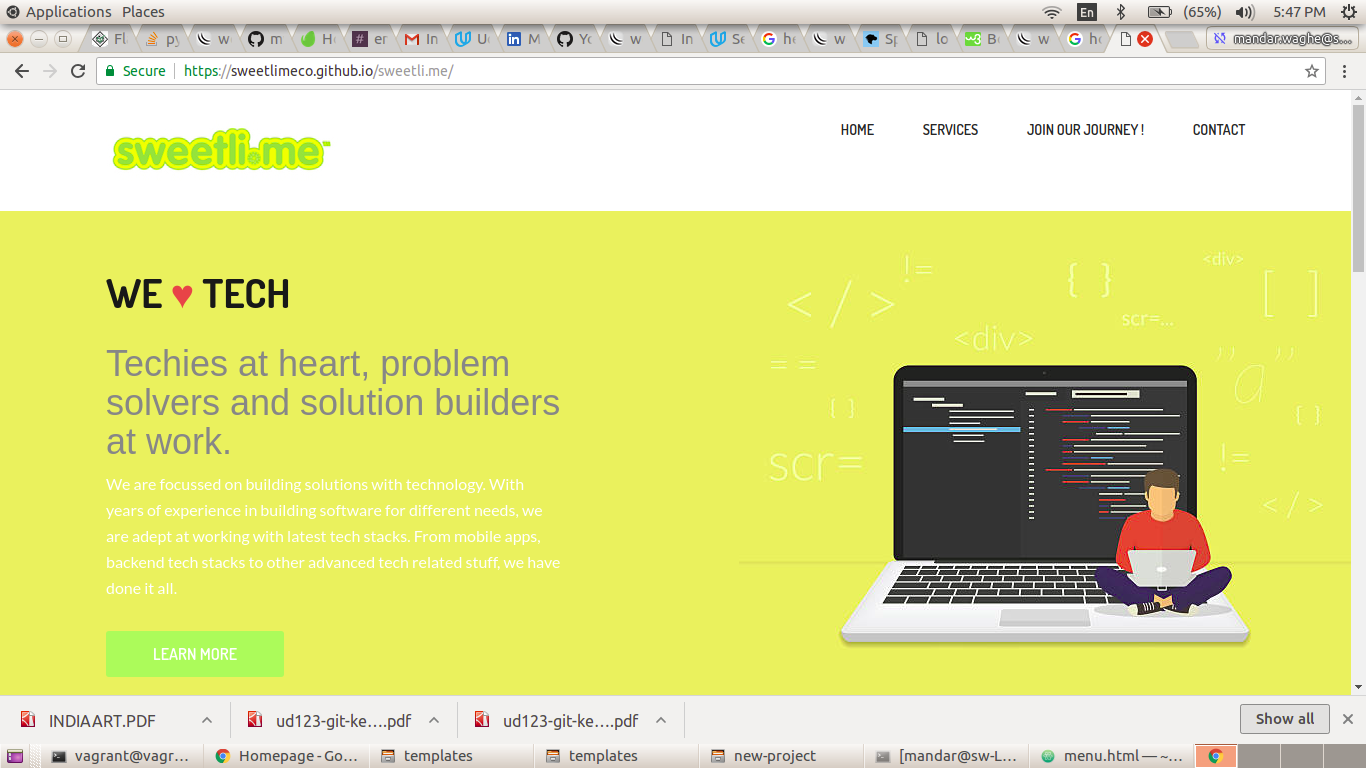 Applications Places
En (65%) 5:47 PM
Fl py w m H er In U M Yo w In Se he w Sp lo B w he mandar.waghe@s...
Secure https://sweetlimeco.github.io/sweetli.me/
sweetli.me
HOME SERVICES JOIN OUR JOURNEY ! CONTACT
WE ♥ TECH
Techies at heart, problem
solvers and solution builders
at work.
We are focussed on building solutions with technology. With
years of experience in building software for different needs, we
are adept at working with latest tech stacks. From mobile apps,
backend tech stacks to other advanced tech related stuff, we have
done it all.
LEARN MORE
!= { } <div> [ ]
</>
scr=...
<div>
== ,, ,,
a
{ } { }
scr= !=
</>
INDIAART.PDF ud123-git-ke....pdf ud123-git-ke....pdf Show all
vagrant@vagr... Homepage - Go... templates templates new-project [mandar@sw-L... menu.html — ~...